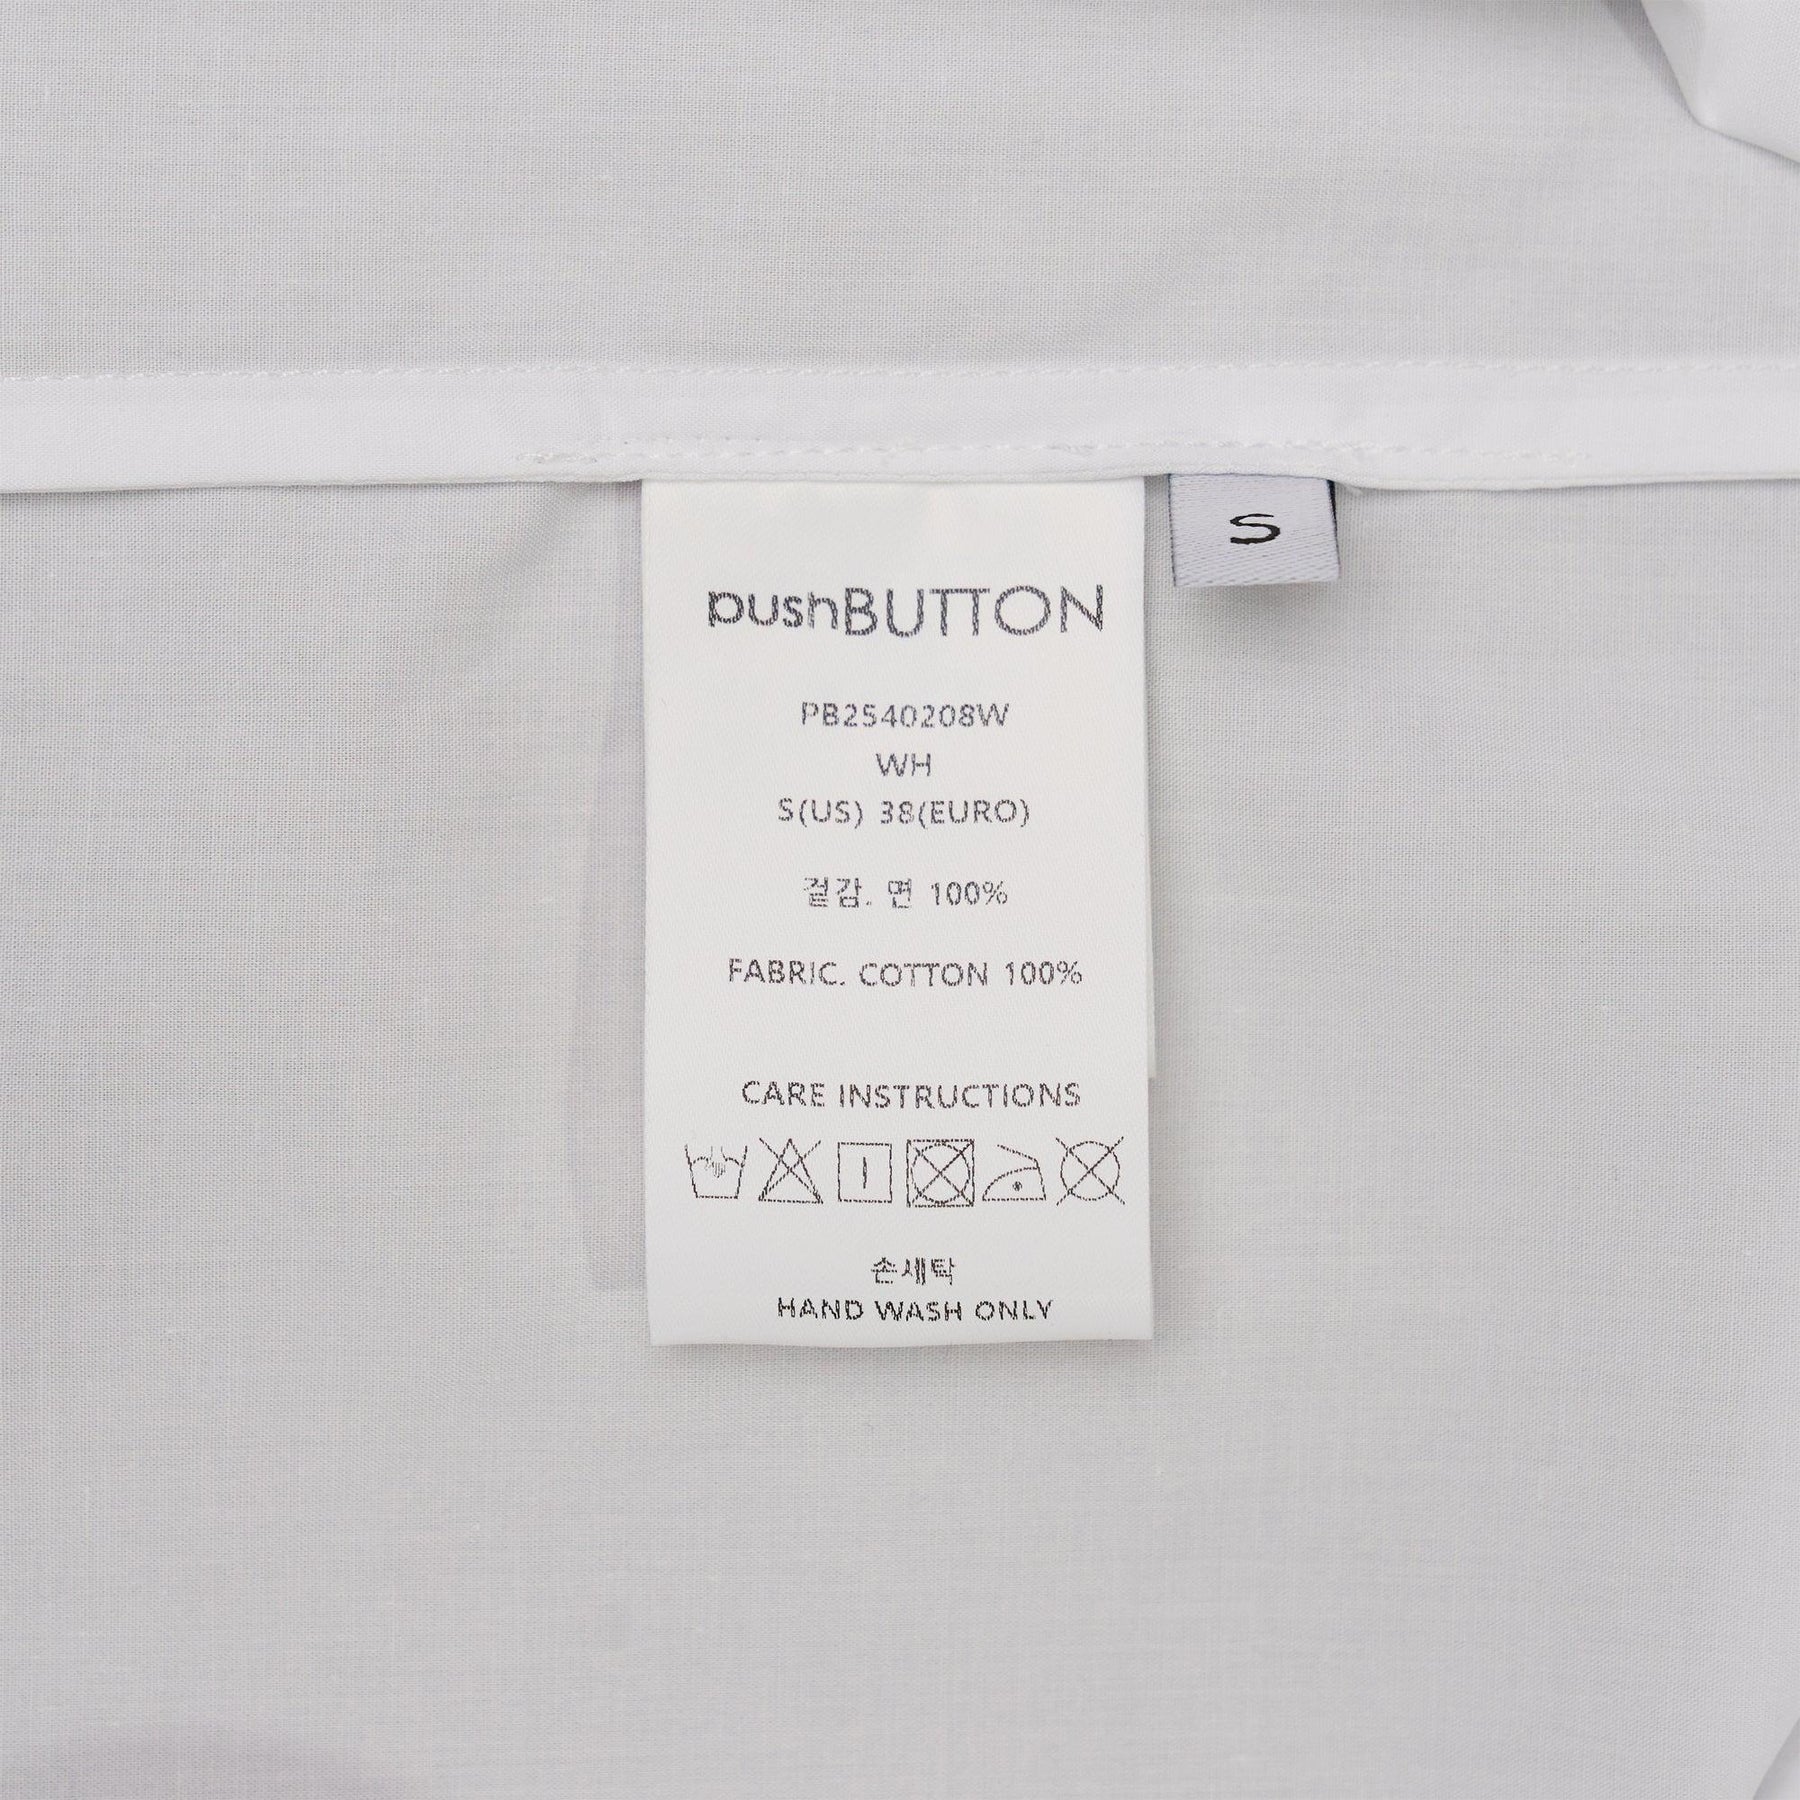 S
pushBUTTON
PB2540208W
WH
S(US) 38(EURO)
겉감. 면 100%
FABRIC. COTTON 100%
CARE INSTRUCTIONS
손세탁
HAND WASH ONLY